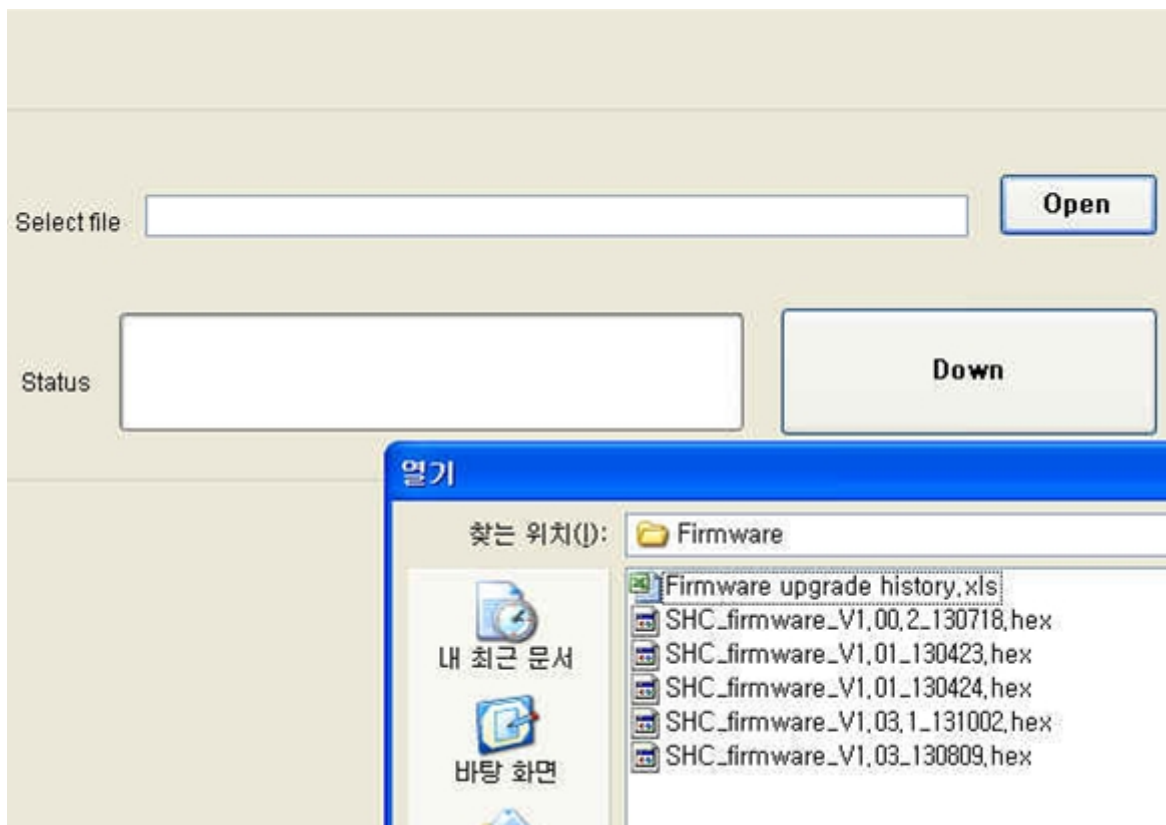 Select file
Open
Status
Down
열기
찾는 위치(I):
Firmware
Firmware upgrade history.xls
SHC_firmware_V1.00.2_130718.hex
SHC_firmware_V1.01_130423.hex
SHC_firmware_V1.01_130424.hex
SHC_firmware_V1.03.1_131002.hex
SHC_firmware_V1.03_130809.hex
내 최근 문서
바탕 화면